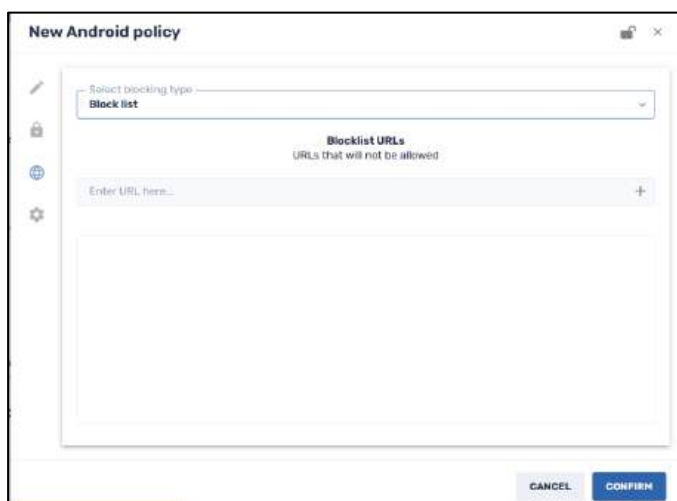 New Android policy
Select blocking type
Block list
Blocklist URLs
URLs that will not be allowed
Enter URL here...
CANCEL
CONFIRM